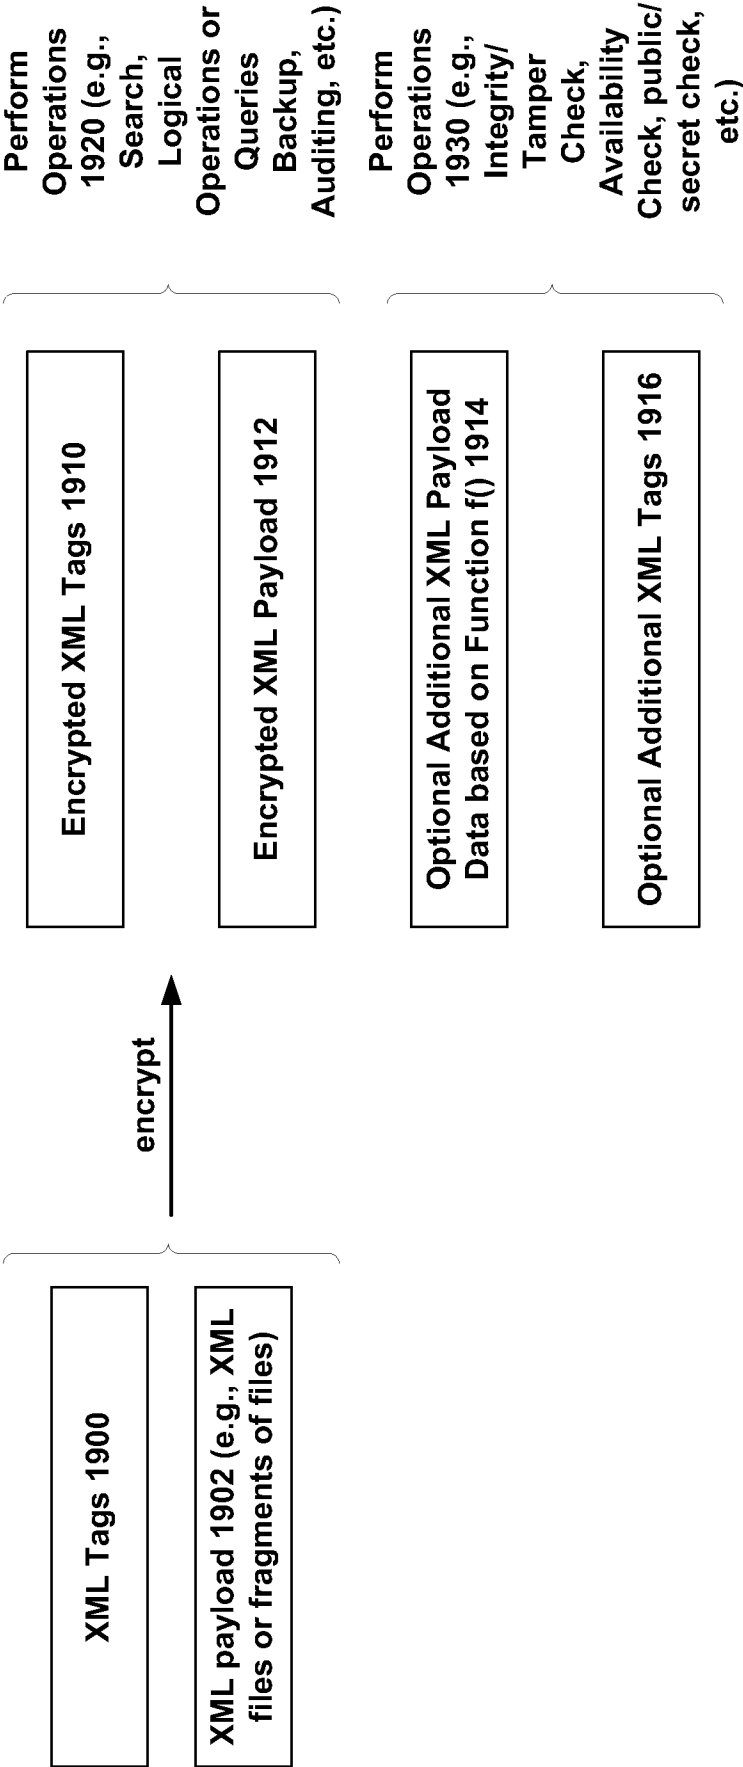 XML Tags 1900
XML payload 1902 (e.g., XML
files or fragments of files)
encrypt
Encrypted XML Tags 1910
Encrypted XML Payload 1912
Optional Additional XML Payload
Data based on Function f() 1914
Optional Additional XML Tags 1916
Perform
Operations
1920 (e.g.,
Search,
Logical
Operations or
Queries
Backup,
Auditing, etc.)
Perform
Operations
1930 (e.g.,
Integrity/
Tamper
Check,
Availability
Check, public/
secret check,
etc.)